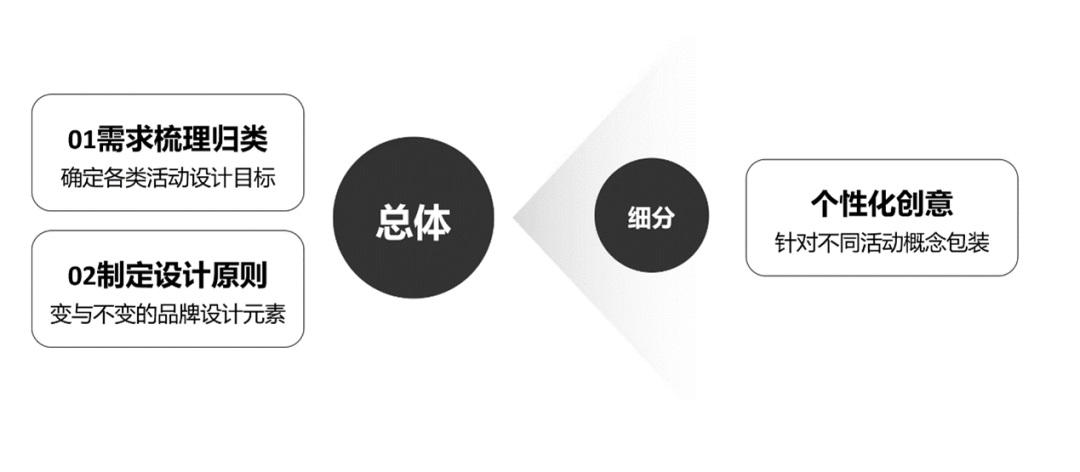 01需求梳理归类
确定各类活动设计目标
02制定设计原则
变与不变的品牌设计元素
总体
细分
个性化创意
针对不同活动概念包装